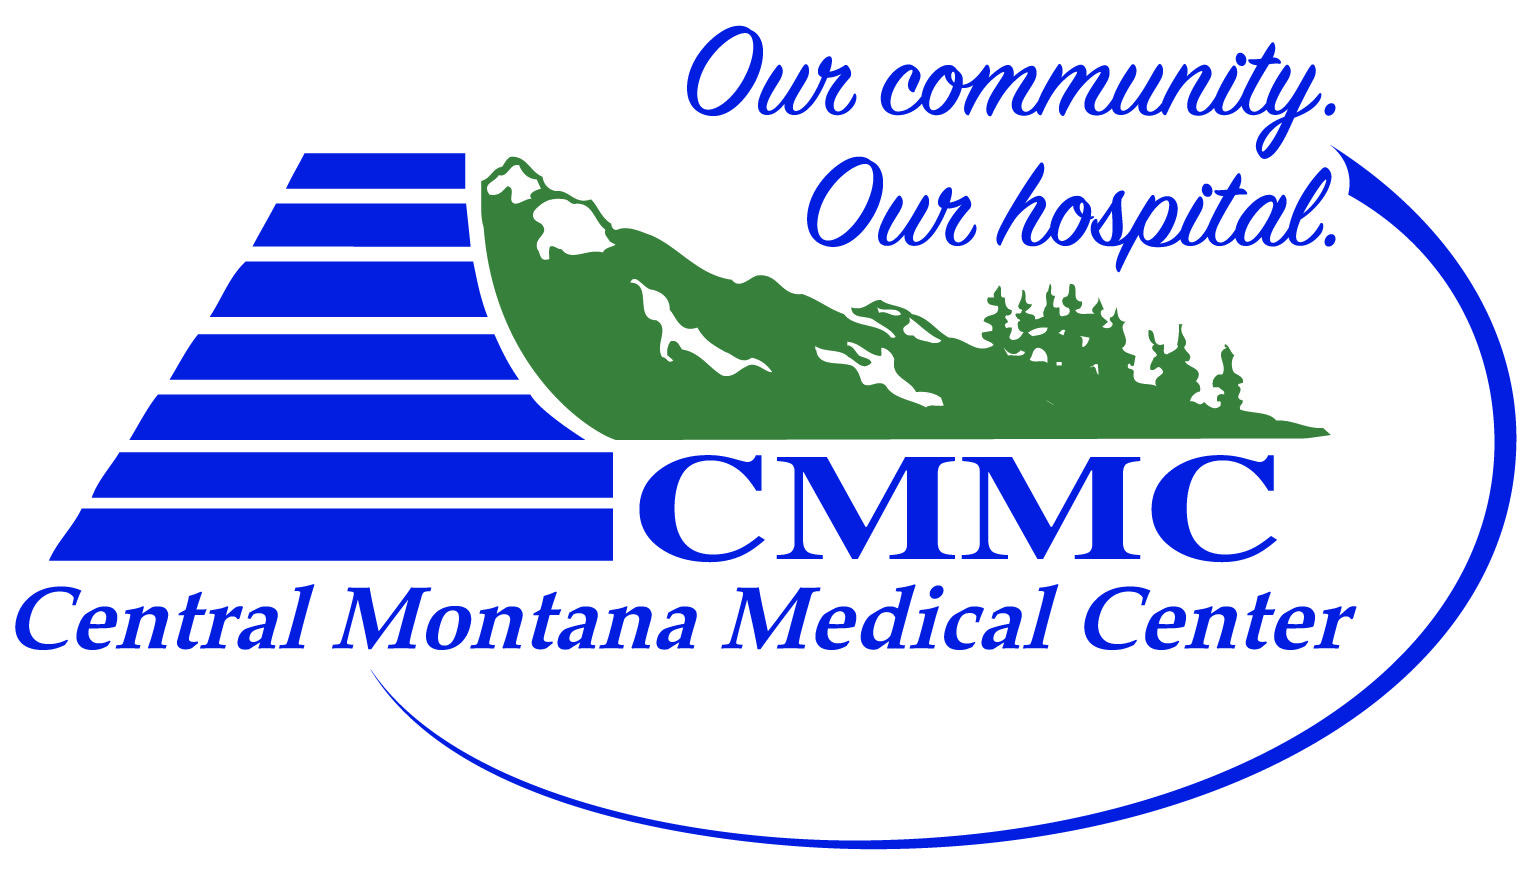 Our community.
Our hospital.
CMMC
Central Montana Medical Center